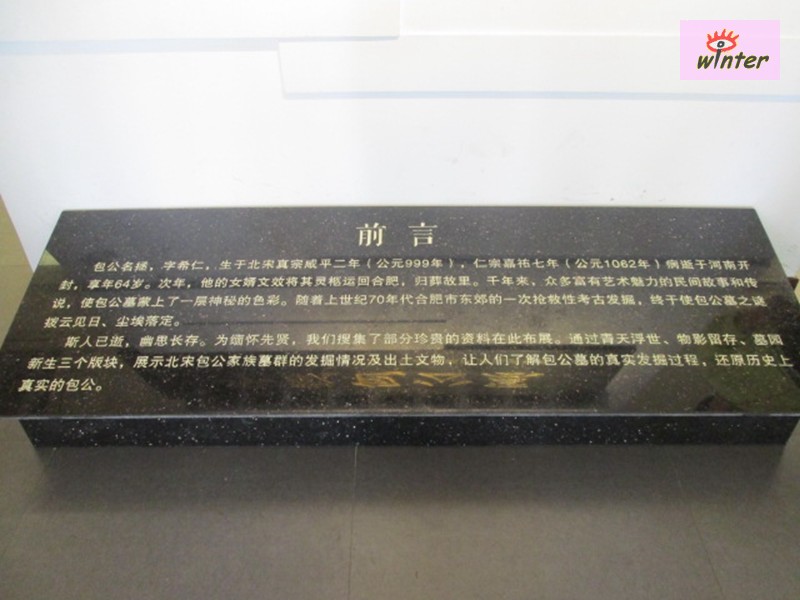 winter
前言
包公名拯，字希仁，生于北宋真宗咸平二年（公元999年），仁宗嘉祐七年（公元1062年）病逝于河南开
封，享年64岁。次年，他的女婿文效将其灵柩运回合肥，归葬故里。千年来，众多富有艺术魅力的民间故事和传
说，使包公墓蒙上了一层神秘的色彩。随着上世纪70年代合肥市东郊的一次抢救性考古发掘，终于使包公墓之谜
拨云见日、尘埃落定。
斯人已逝，幽思长存。为缅怀先贤，我们搜集了部分珍贵的资料在此布展。通过青天浮世、物影留存、墓园
新生三个版块，展示北宋包公家族墓群的发掘情况及出土文物，让人们了解包公墓的真实发掘过程，还原历史上
真实的包公。